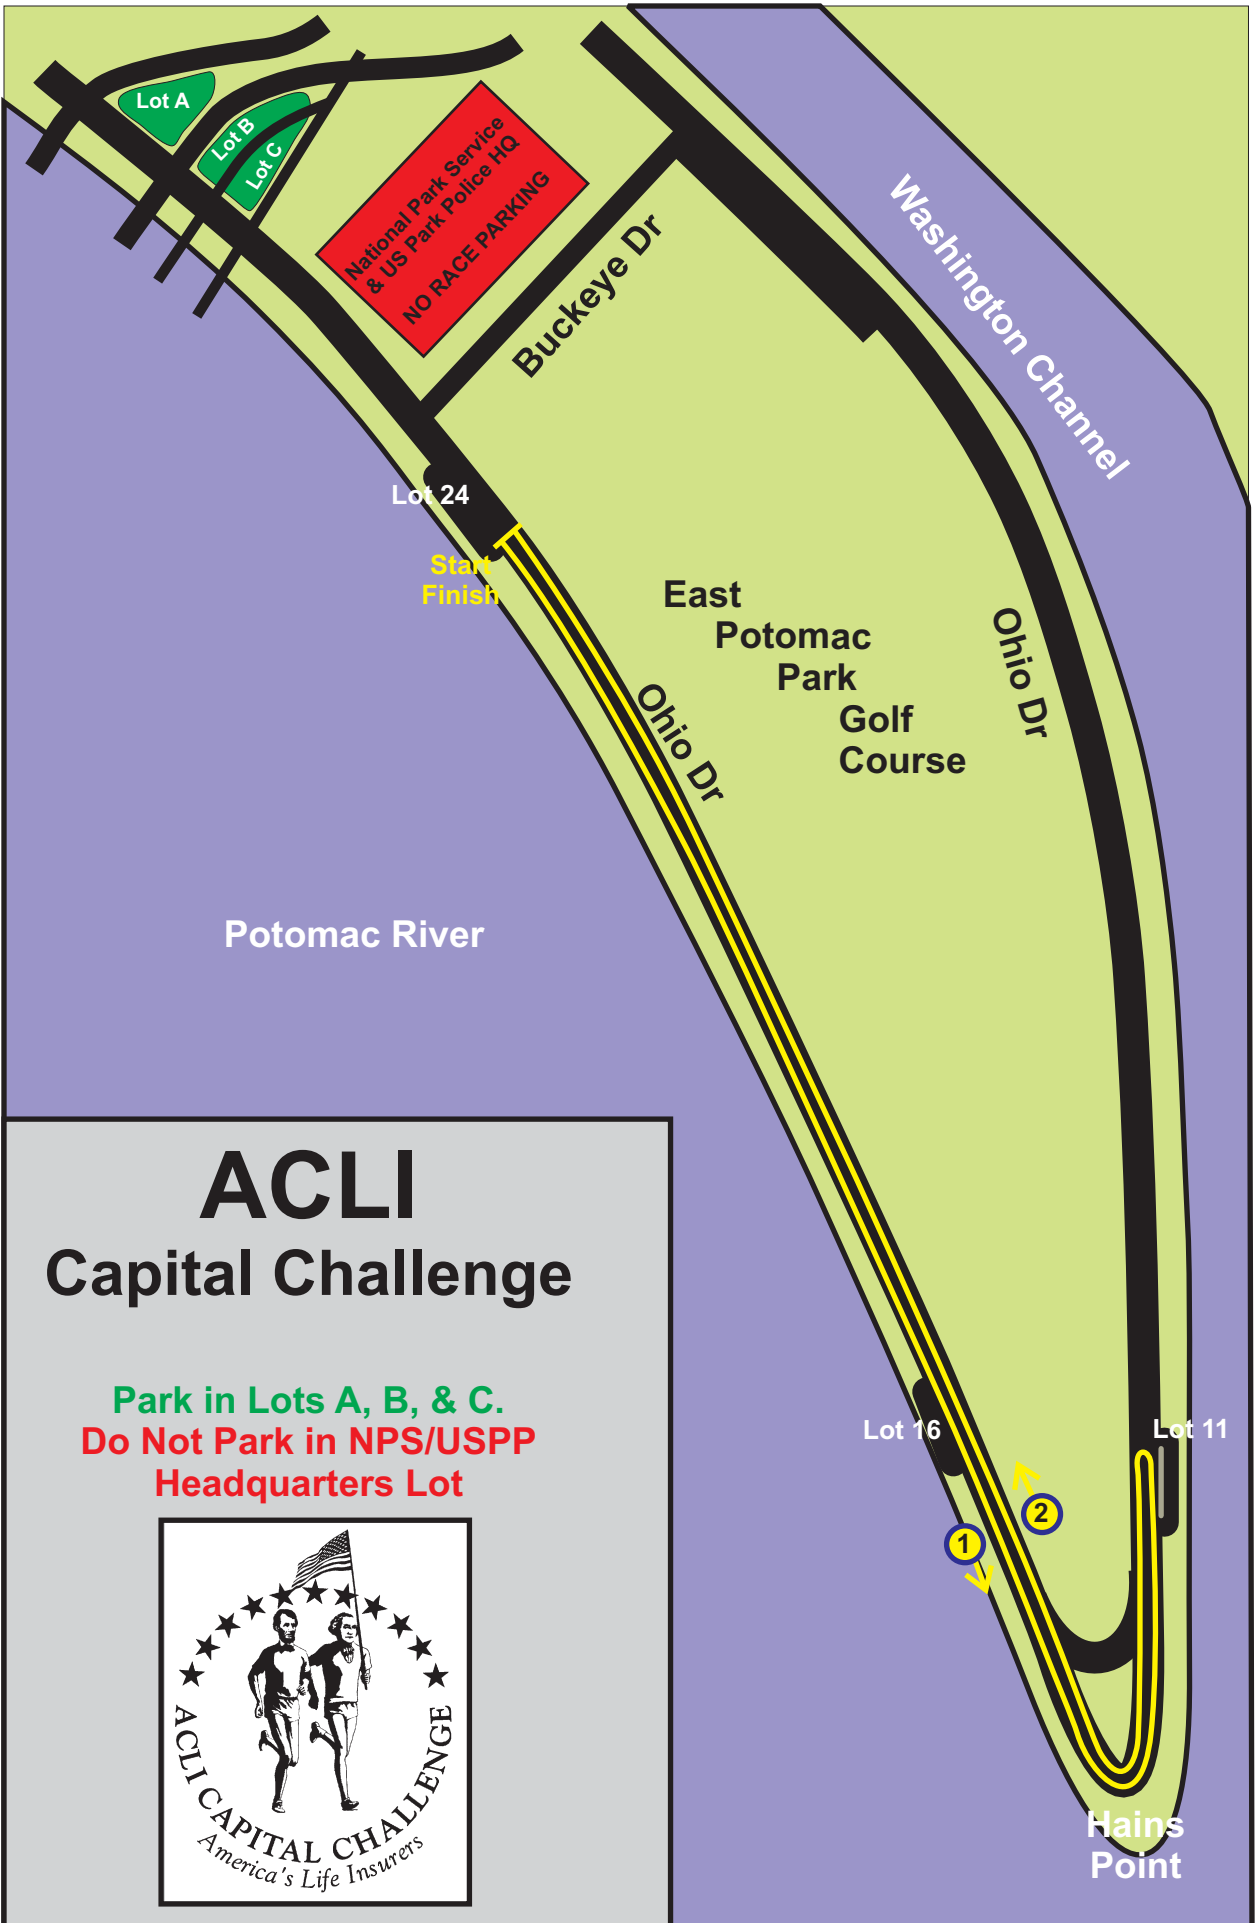 Lot A
Lot B
Lot C
National Park Service
& US Park Police HQ
NO RACE PARKING
Buckeye Dr
Washington Channel
Lot 24
Start
Finish
East
Potomac
Park
Golf
Course
Ohio Dr
Ohio Dr
Potomac River
Lot 16
Lot 11
2
1
Hains
Point
ACLI
Capital Challenge
Park in Lots A, B, & C.
Do Not Park in NPS/USPP
Headquarters Lot
ACLI CAPITAL CHALLENGE
America's Life Insurers